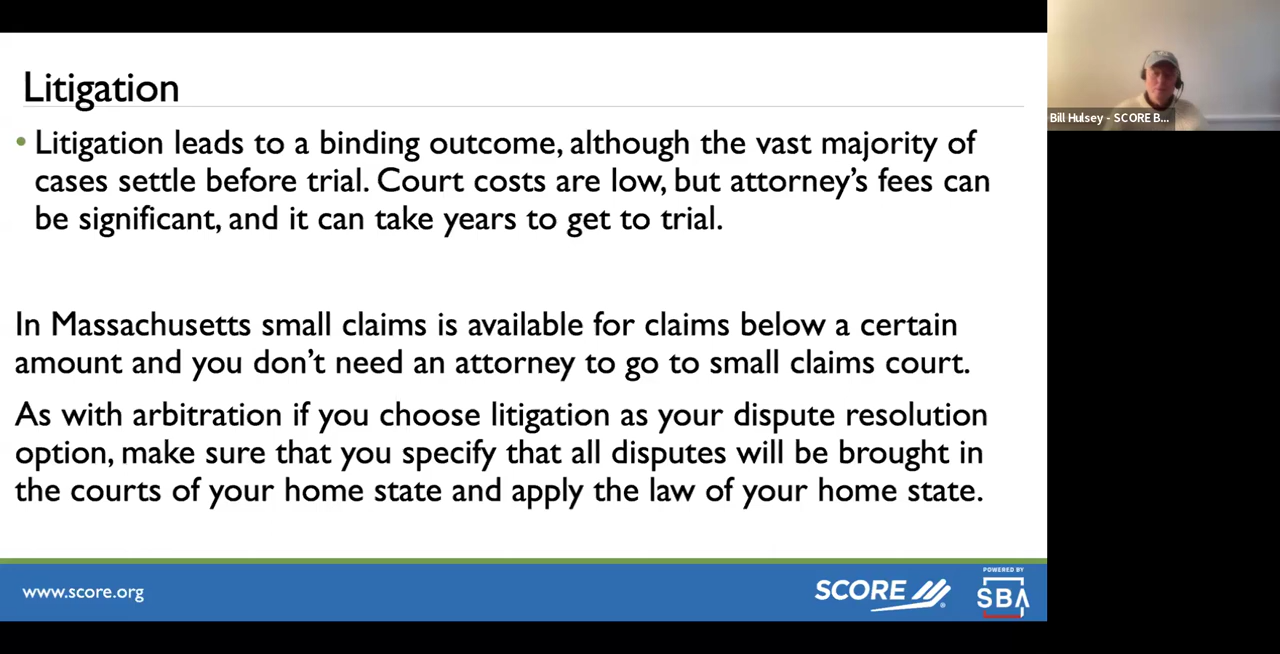 Litigation
• Litigation leads to a binding outcome, although the vast majority of
cases settle before trial. Court costs are low, but attorney’s fees can
be significant, and it can take years to get to trial.
In Massachusetts small claims is available for claims below a certain
amount and you don’t need an attorney to go to small claims court.
As with arbitration if you choose litigation as your dispute resolution
option, make sure that you specify that all disputes will be brought in
the courts of your home state and apply the law of your home state.
www.score.org
SCORE
®
POWERED BY
SBA
Bill Hulsey - SCORE B...